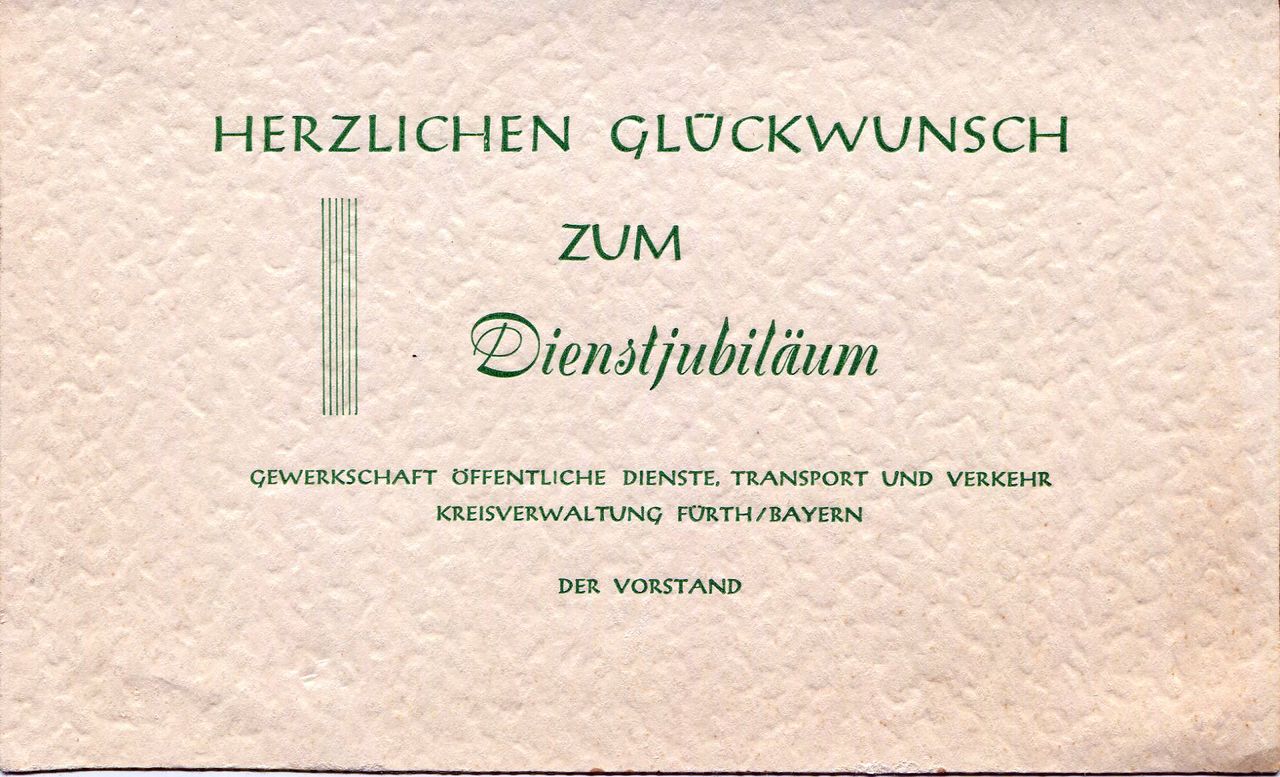 HERZLICHEN GLÜCKWUNSCH
ZUM
Dienstjubiläum
GEWERKSCHAFT ÖFFENTLICHE DIENSTE, TRANSPORT UND VERKEHR
KREISVERWALTUNG FÜRTH/BAYERN
DER VORSTAND